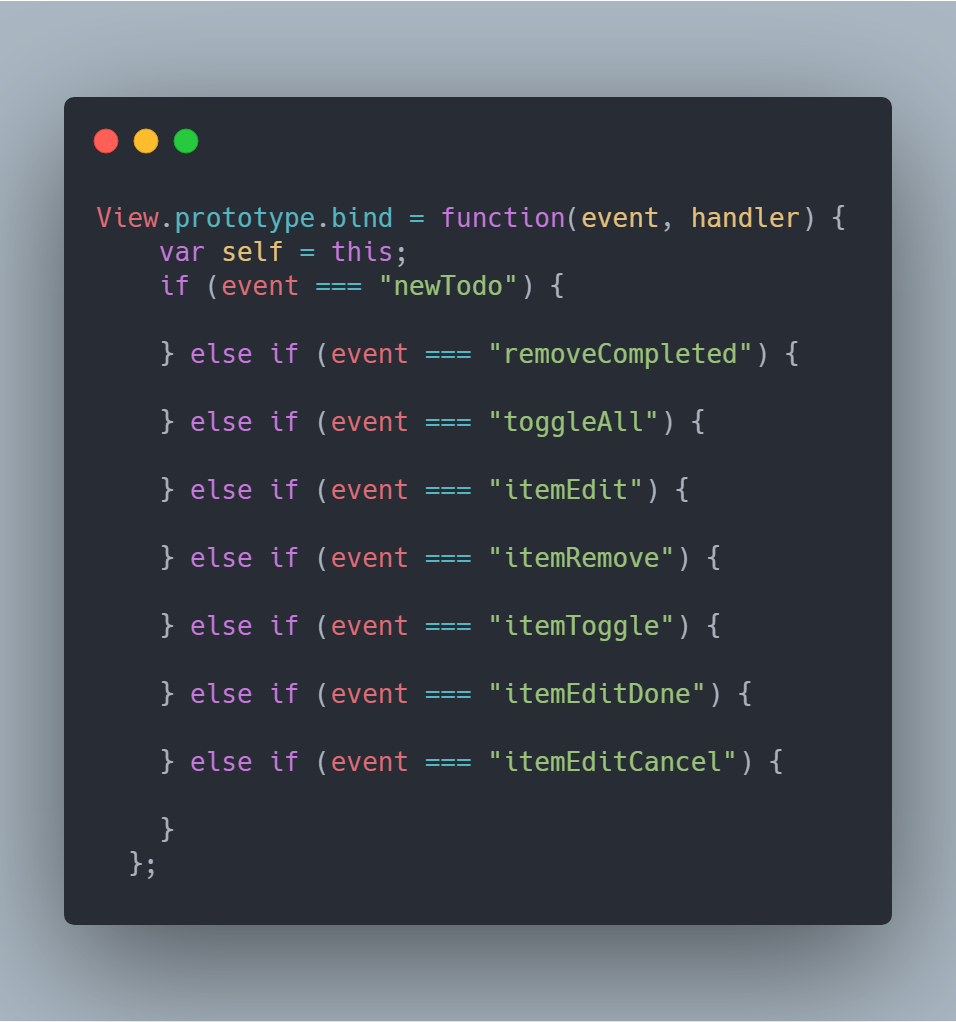 View.prototype.bind = function(event, handler) {
    var self = this;
    if (event === "newTodo") {

    } else if (event === "removeCompleted") {

    } else if (event === "toggleAll") {

    } else if (event === "itemEdit") {

    } else if (event === "itemRemove") {

    } else if (event === "itemToggle") {

    } else if (event === "itemEditDone") {

    } else if (event === "itemEditCancel") {

    }
  };